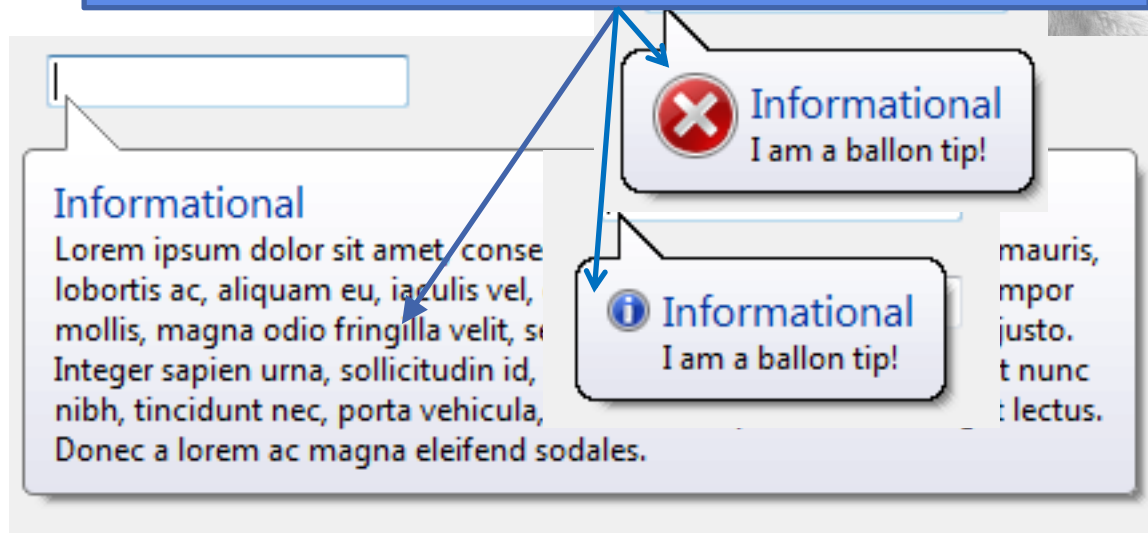 Informational
I am a ballon tip!
Informational
Lorem ipsum dolor sit amet, conse mauris,
lobortis ac, aliquam eu, iaculis vel, mpor
mollis, magna odio fringilla velit, justo.
Integer sapien urna, sollicitudin id, t nunc
nibh, tincidunt nec, porta vehicula, lectus.
Donec a lorem ac magna eleifend sodales.
Informational
I am a ballon tip!